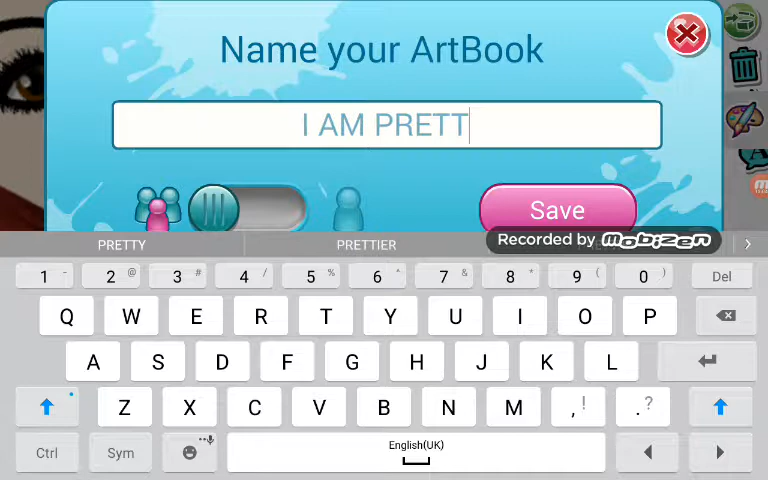 Name your ArtBook
I AM PRETT
Save
Recorded by mobizen
PRETTY PRETTIER
1 - 2 @ 3 # 4 / 5 % 6 ^ 7 & 8 * 9 ( 0 ) Del
Q W E R T Y U I O P
A S D F G H J K L
Z X C V B N M , ! . ?
Ctrl Sym English(UK)